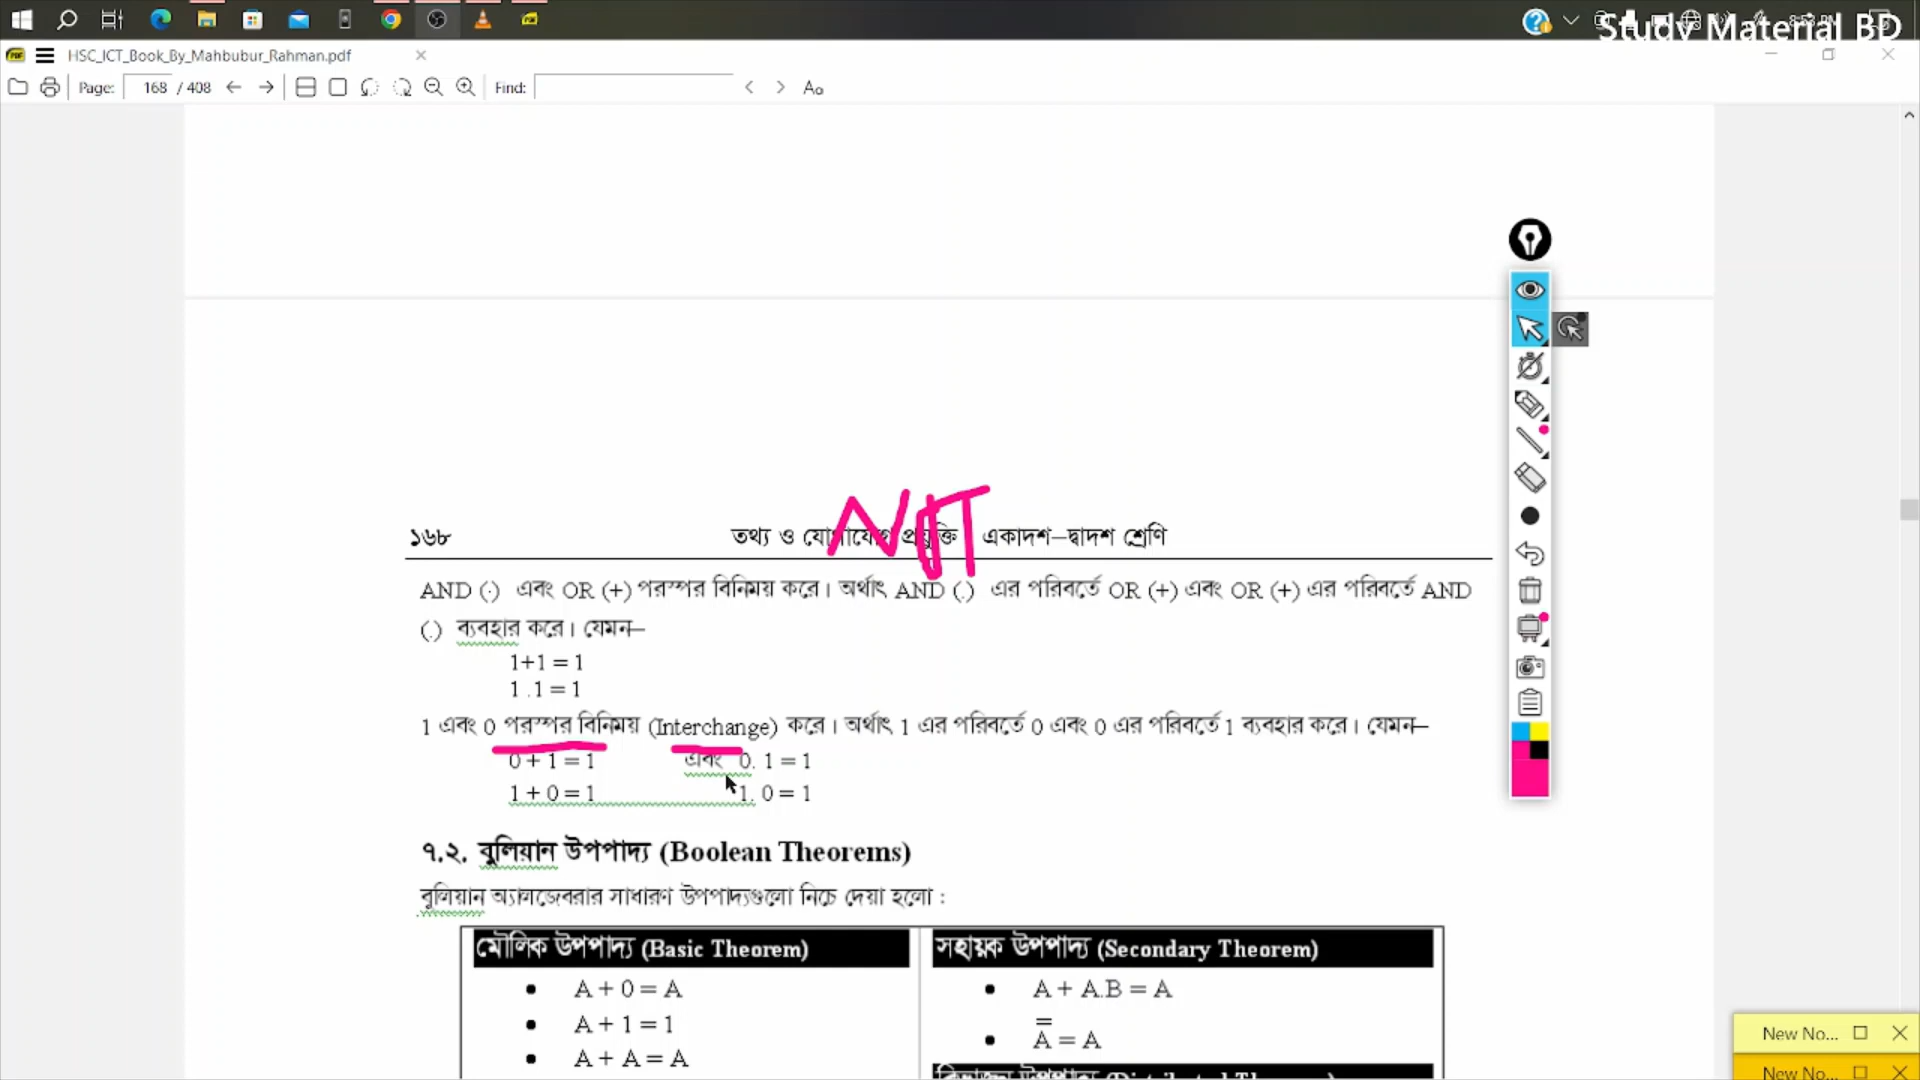 Study Material BD
HSC_ICT_Book_By_Mahbubur_Rahman.pdf
Page: 168 / 408 Find: Aa
NOT
১৬৮ তথ্য ও যোগাযোগ প্রযুক্তি একাদশ–দ্বাদশ শ্রেণি
AND (·) এবং OR (+) পরস্পর বিনিময় করে। অর্থাৎ AND (.) এর পরিবর্তে OR (+) এবং OR (+) এর পরিবর্তে AND
(.) ব্যবহার করে। যেমন–
1+1 = 1
1 .1 = 1
1 এবং 0 পরস্পর বিনিময় (Interchange) করে। অর্থাৎ 1 এর পরিবর্তে 0 এবং 0 এর পরিবর্তে 1 ব্যবহার করে। যেমন–
0 + 1 = 1 এবং 0. 1 = 1
1 + 0 = 1 1. 0 = 1
৭.২. বুলিয়ান উপপাদ্য (Boolean Theorems)
বুলিয়ান অ্যালজেবরার সাধারণ উপপাদ্যগুলো নিচে দেয়া হলো :
মৌলিক উপপাদ্য (Basic Theorem)
A + 0 = A
A + 1 = 1
A + A = A
সহায়ক উপপাদ্য (Secondary Theorem)
A + A.B = A
A̿ = A
New No...
New No...